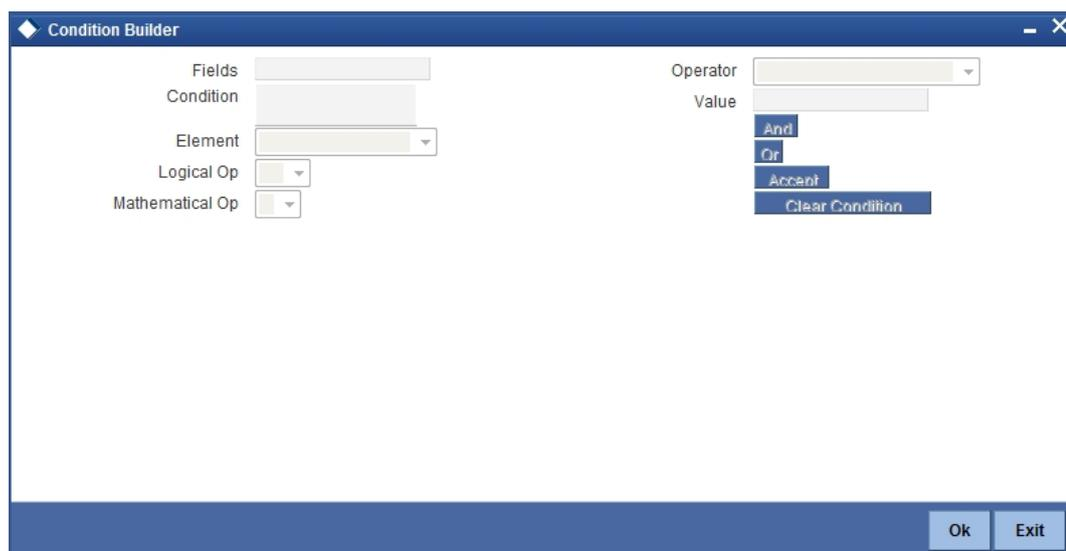 Condition Builder
Fields
Condition
Element
Logical Op
Mathematical Op
Operator
Value
And
Or
Accept
Clear Condition
Ok
Exit